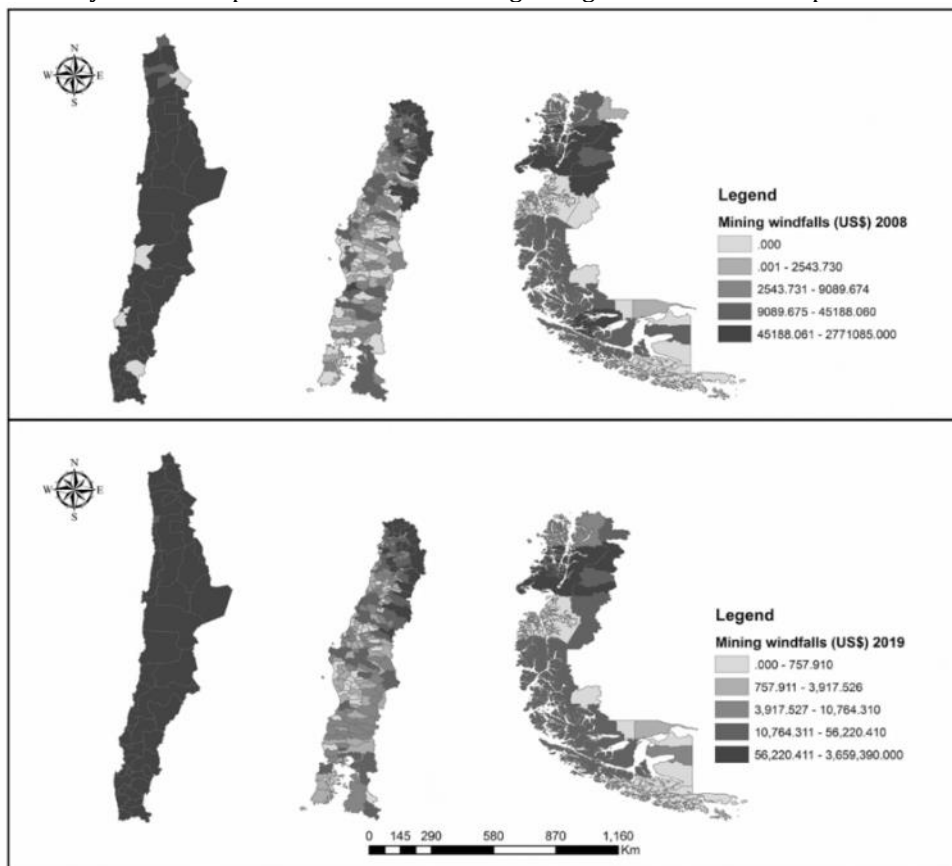 N
W E
S
Legend
Mining windfalls (US$) 2008
.000
.001 - 2543.730
2543.731 - 9089.674
9089.675 - 45188.060
45188.061 - 2771085.000
N
W E
S
Legend
Mining windfalls (US$) 2019
.000 - 757.910
757.911 - 3,917.526
3,917.527 - 10,764.310
10,764.311 - 56,220.410
56,220.411 - 3,659,390.000
0 145 290 580 870 1,160
Km